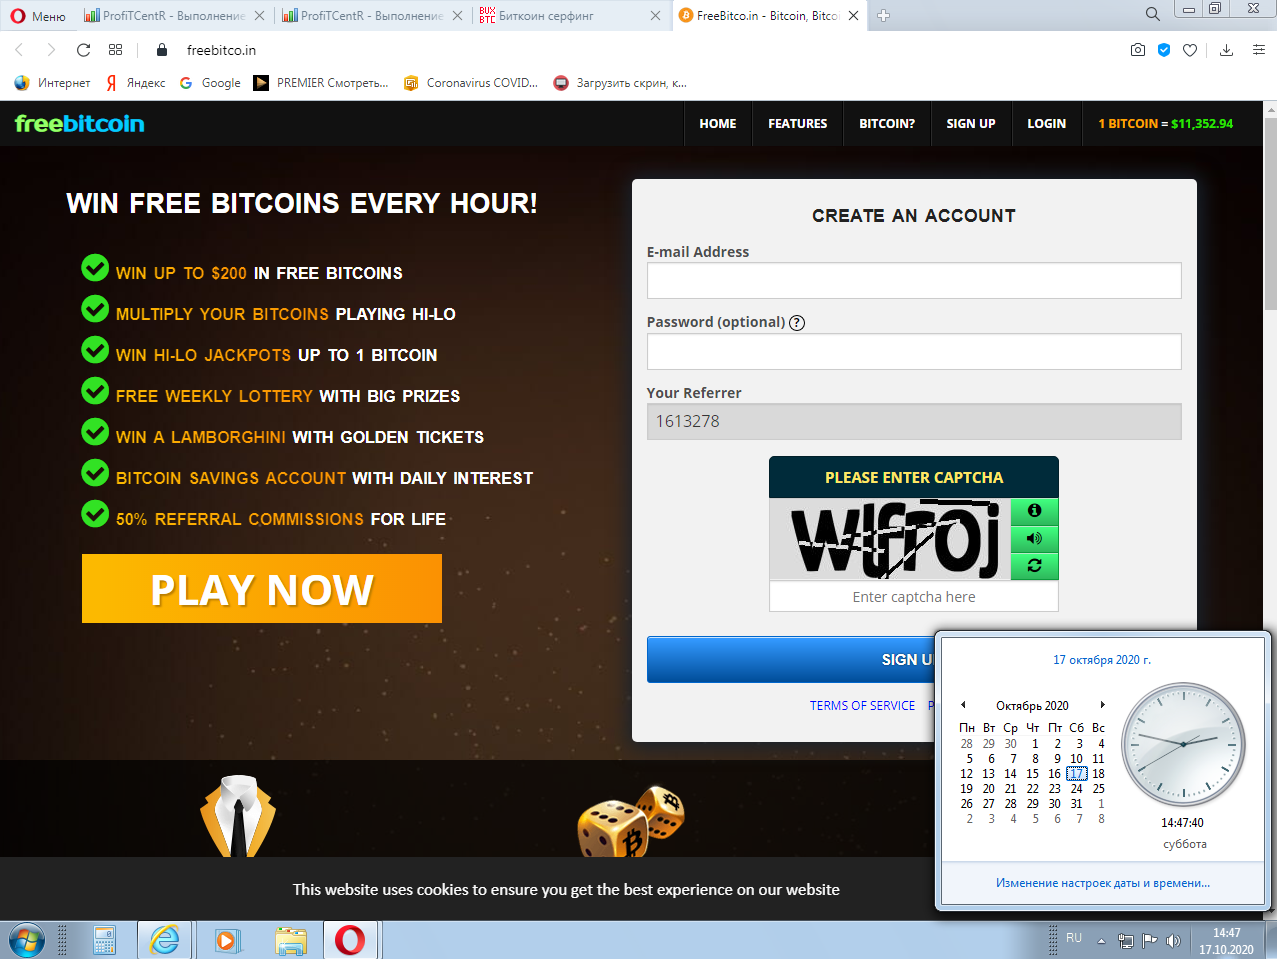 Меню
ProfiTCentR - Выполнение
ProfiTCentR - Выполнение
BUX BTC Биткоин серфинг
FreeBitco.in - Bitcoin, Bitco
freebitco.in
Интернет
Яндекс
Google
PREMIER Смотреть...
Coronavirus COVID...
Загрузить скрин, к...
freebitcoin
HOME
FEATURES
BITCOIN?
SIGN UP
LOGIN
1 BITCOIN = $11,352.94
WIN FREE BITCOINS EVERY HOUR!
WIN UP TO $200 IN FREE BITCOINS
MULTIPLY YOUR BITCOINS PLAYING HI-LO
WIN HI-LO JACKPOTS UP TO 1 BITCOIN
FREE WEEKLY LOTTERY WITH BIG PRIZES
WIN A LAMBORGHINI WITH GOLDEN TICKETS
BITCOIN SAVINGS ACCOUNT WITH DAILY INTEREST
50% REFERRAL COMMISSIONS FOR LIFE
PLAY NOW
CREATE AN ACCOUNT
E-mail Address
Password (optional) ?
Your Referrer
1613278
PLEASE ENTER CAPTCHA
Enter captcha here
SIGN U
TERMS OF SERVICE P
17 октября 2020 г.
Октябрь 2020
Пн Вт Ср Чт Пт Сб Вс
28 29 30 1 2 3 4
5 6 7 8 9 10 11
12 13 14 15 16 17 18
19 20 21 22 23 24 25
26 27 28 29 30 31 1
2 3 4 5 6 7 8
14:47:40
суббота
Изменение настроек даты и времени...
This website uses cookies to ensure you get the best experience on our website
RU
14:47
17.10.2020